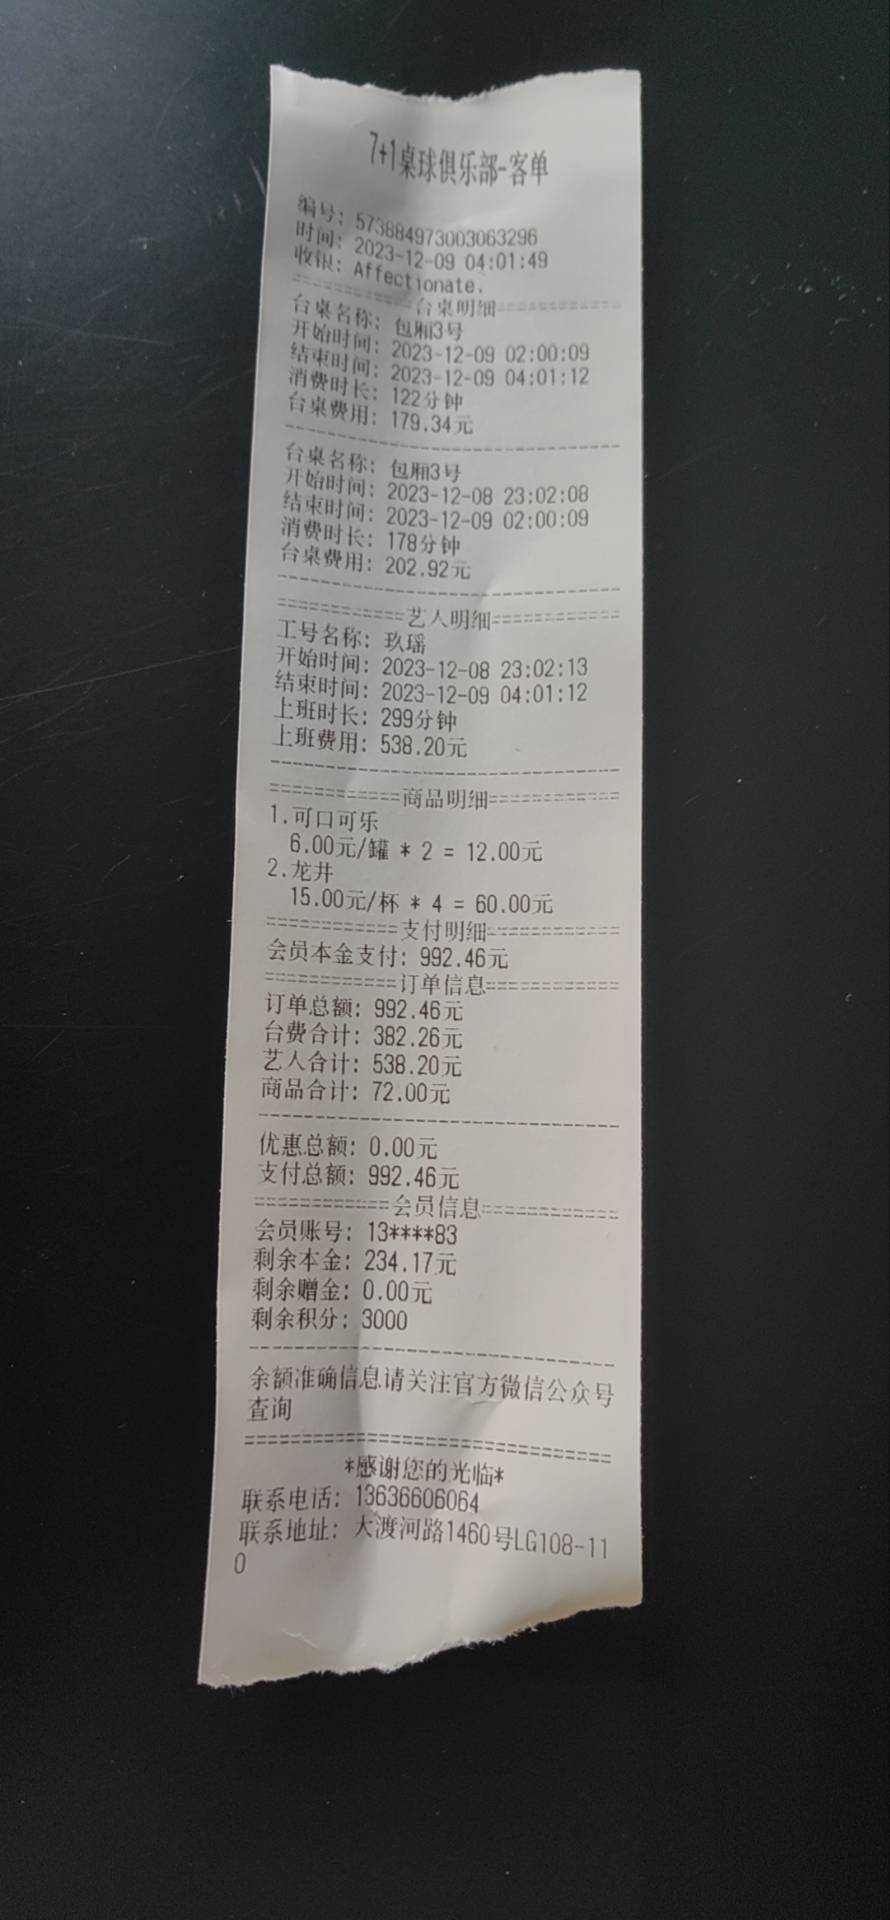 7+1桌球俱乐部-客单
编号: 573884973003063296
时间: 2023-12-09 04:01:49
收银: Affectionate.
============台桌明细============
台桌名称: 包厢3号
开始时间: 2023-12-09 02:00:09
结束时间: 2023-12-09 04:01:12
消费时长: 122分钟
台桌费用: 179.34元
--------------------------------
台桌名称: 包厢3号
开始时间: 2023-12-08 23:02:08
结束时间: 2023-12-09 02:00:09
消费时长: 178分钟
台桌费用: 202.92元
--------------------------------
============艺人明细============
工号名称: 玖瑶
开始时间: 2023-12-08 23:02:13
结束时间: 2023-12-09 04:01:12
上班时长: 299分钟
上班费用: 538.20元
--------------------------------
============商品明细============
1.可口可乐
6.00元/罐 * 2 = 12.00元
2.龙井
15.00元/杯 * 4 = 60.00元
============支付明细============
会员本金支付: 992.46元
============订单信息============
订单总额: 992.46元
台费合计: 382.26元
艺人合计: 538.20元
商品合计: 72.00元
--------------------------------
优惠总额: 0.00元
支付总额: 992.46元
============会员信息============
会员账号: 13****83
剩余本金: 234.17元
剩余赠金: 0.00元
剩余积分: 3000
--------------------------------
余额准确信息请关注官方微信公众号
查询
================================
*感谢您的光临*
联系电话: 13636606064
联系地址: 大渡河路1460号LG108-11
0